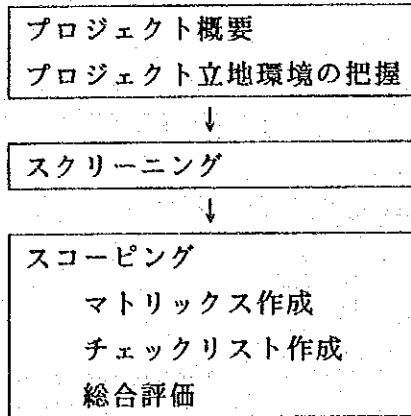 プロジェクト概要
プロジェクト立地環境の把握
↓
スクリーニング
↓
スコーピング
マトリックス作成
チェックリスト作成
総合評価